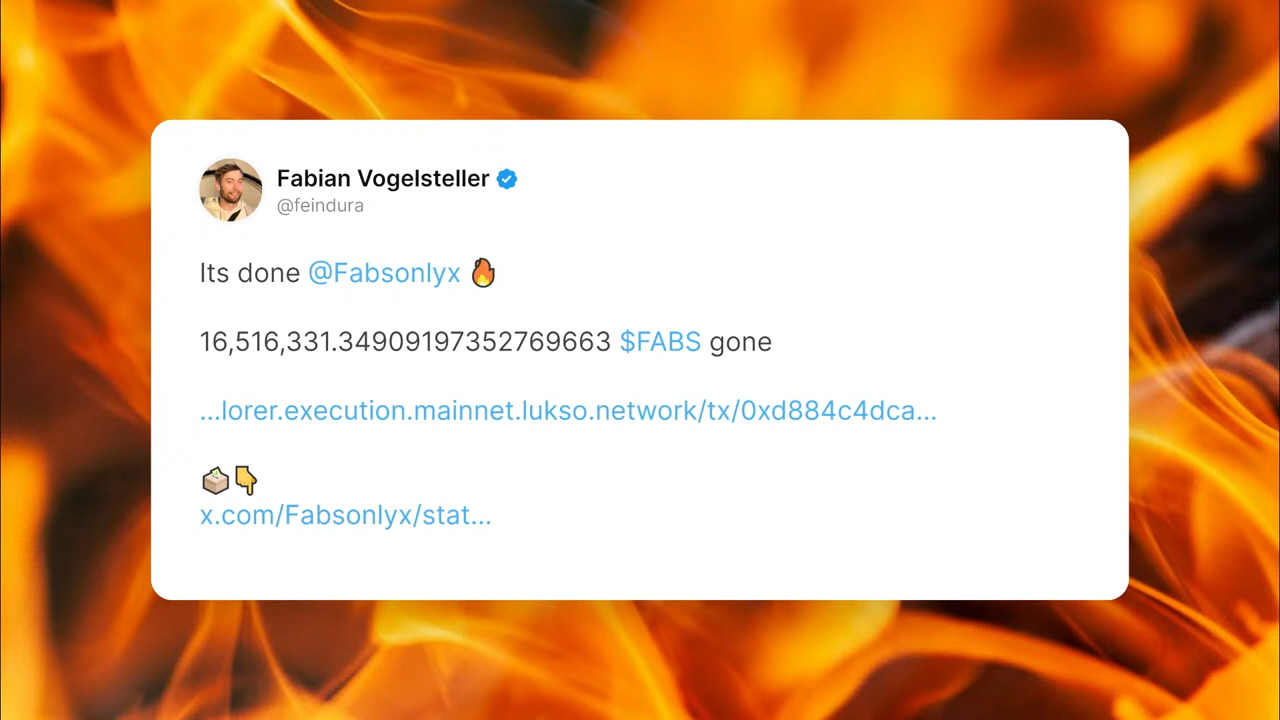 Fabian Vogelsteller
@feindura
Its done @Fabsonlyx 🔥
16,516,331.34909197352769663 $FABS gone
...lorer.execution.mainnet.lukso.network/tx/0xd884c4dca...
🗳👇
x.com/Fabsonlyx/stat...